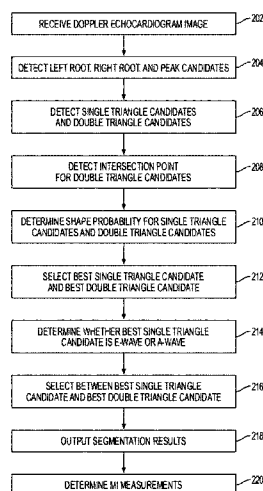 RECEIVE DOPPLER ECHOCARDIOGRAM IMAGE
202
DETECT LEFT ROOT, RIGHT ROOT, AND PEAK CANDIDATES
204
DETECT SINGLE TRIANGLE CANDIDATES
AND DOUBLE TRIANGLE CANDIDATES
206
DETECT INTERSECTION POINT
FOR DOUBLE TRIANGLE CANDIDATES
208
DETERMINE SHAPE PROBABILITY FOR SINGLE TRIANGLE
CANDIDATES AND DOUBLE TRIANGLE CANDIDATES
210
SELECT BEST SINGLE TRIANGLE CANDIDATE
AND BEST DOUBLE TRIANGLE CANDIDATE
212
DETERMINE WHETHER BEST SINGLE TRIANGLE
CANDIDATE IS E-WAVE OR A-WAVE
214
SELECT BETWEEN BEST SINGLE TRIANGLE
CANDIDATE AND BEST DOUBLE TRIANGLE CANDIDATE
216
OUTPUT SEGMENTATION RESULTS
218
DETERMINE MI MEASUREMENTS
220